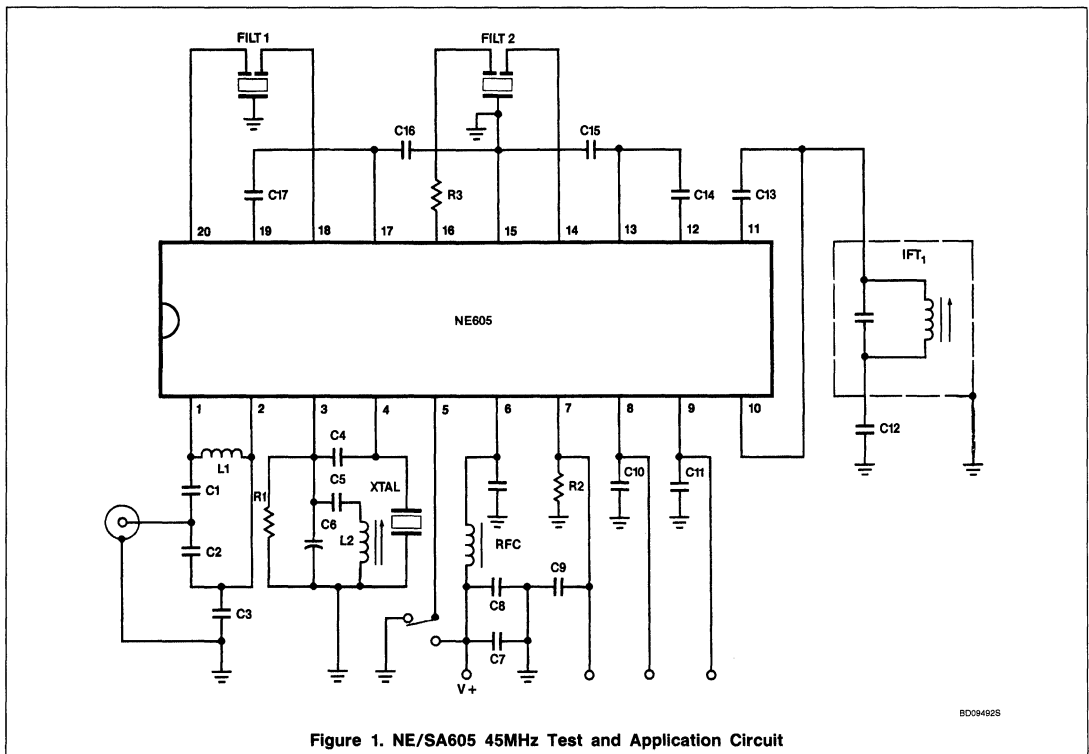 FILT 1
FILT 2
C16
C15
C17
R3
C14
C13
20
19
18
17
16
15
14
13
12
11
IFT1
NE605
1
2
3
4
5
6
7
8
9
10
C12
L1
C4
C1
C5
XTAL
R1
R2
C10
C11
C6
L2
C2
RFC
C9
C8
C3
C7
V +
BD09492S
Figure 1. NE/SA605 45MHz Test and Application Circuit